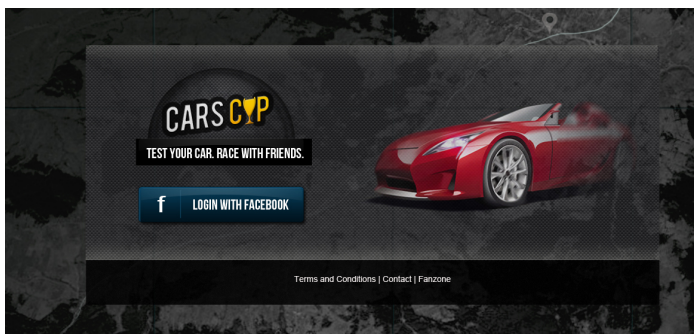 CARS CUP
TEST YOUR CAR. RACE WITH FRIENDS.
f LOGIN WITH FACEBOOK
Terms and Conditions | Contact | Fanzone